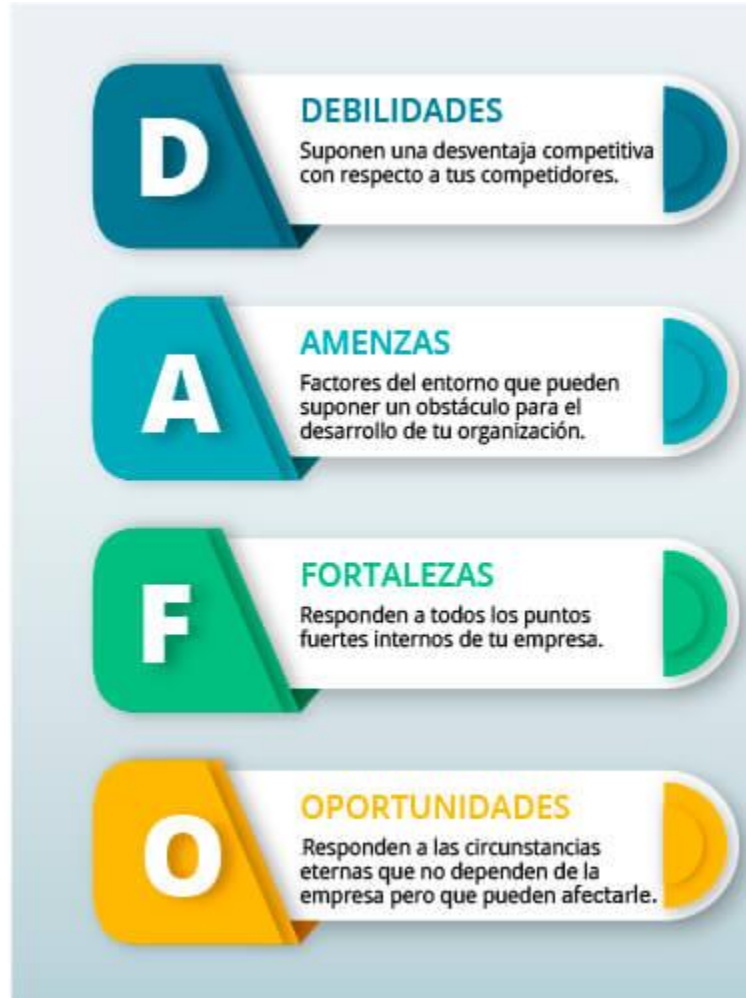 D
DEBILIDADES
Suponen una desventaja competitiva
con respecto a tus competidores.
A
AMENZAS
Factores del entorno que pueden
suponer un obstáculo para el
desarrollo de tu organización.
F
FORTALEZAS
Responden a todos los puntos
fuertes internos de tu empresa.
O
OPORTUNIDADES
Responden a las circunstancias
eternas que no dependen de la
empresa pero que pueden afectarle.